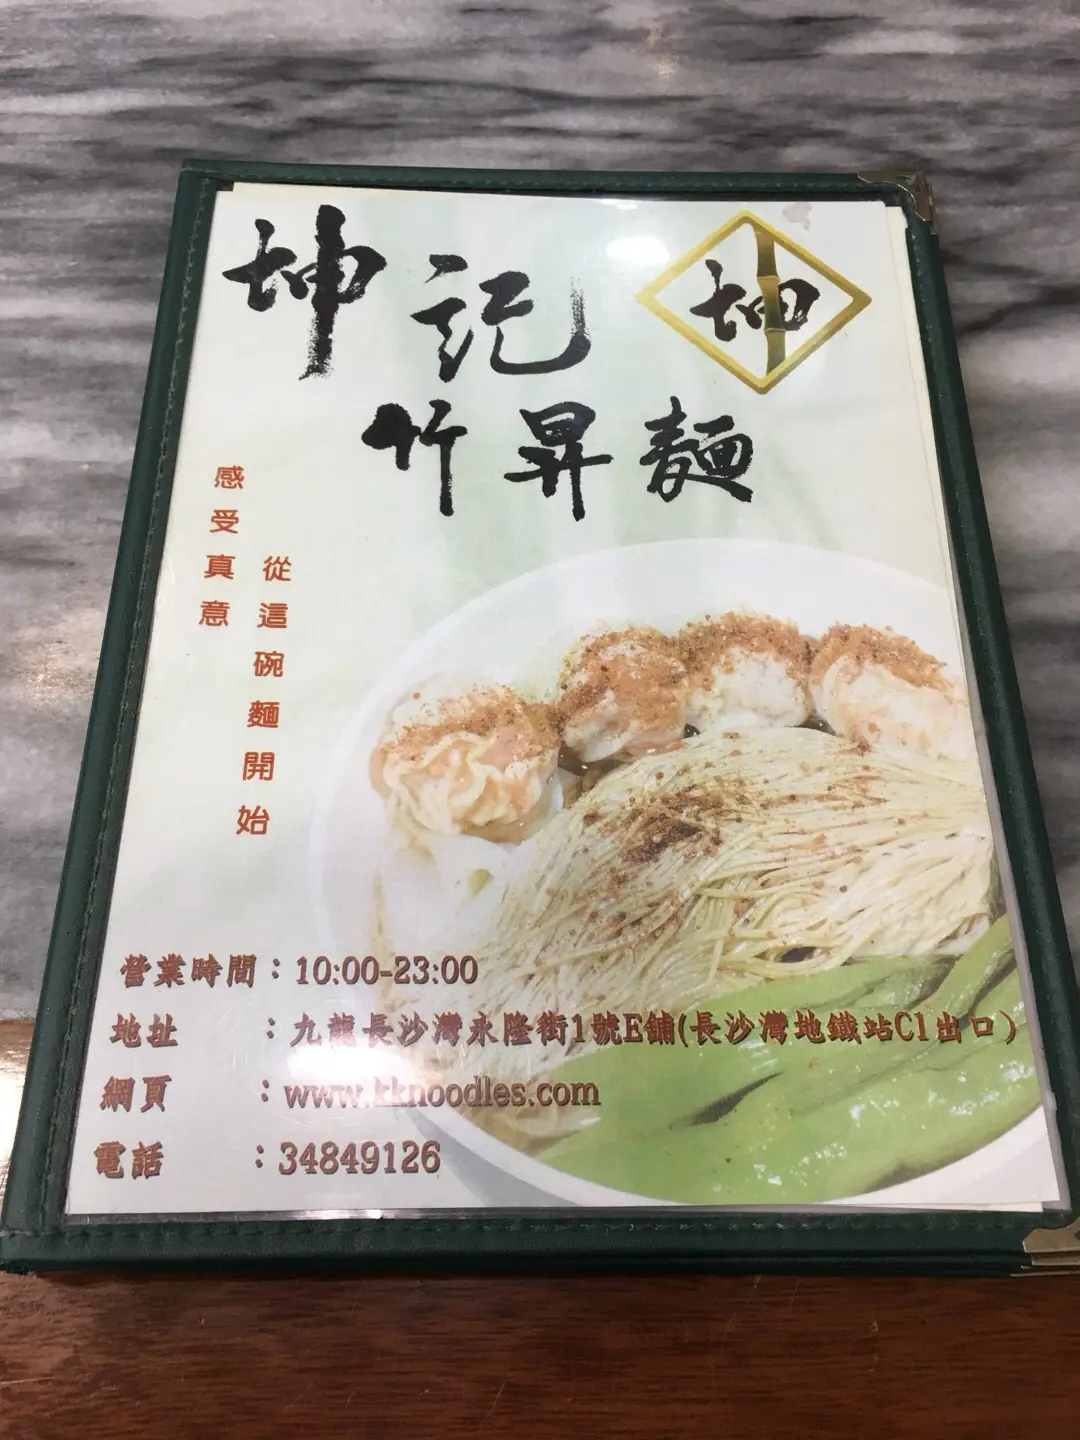 坤記
坤
竹昇麵
感受真意
從這碗麵開始
營業時間：10:00-23:00
地址：九龍長沙灣永隆街1號E舖(長沙灣地鐵站C1出口)
網頁：www.kknoodles.com
電話：34849126